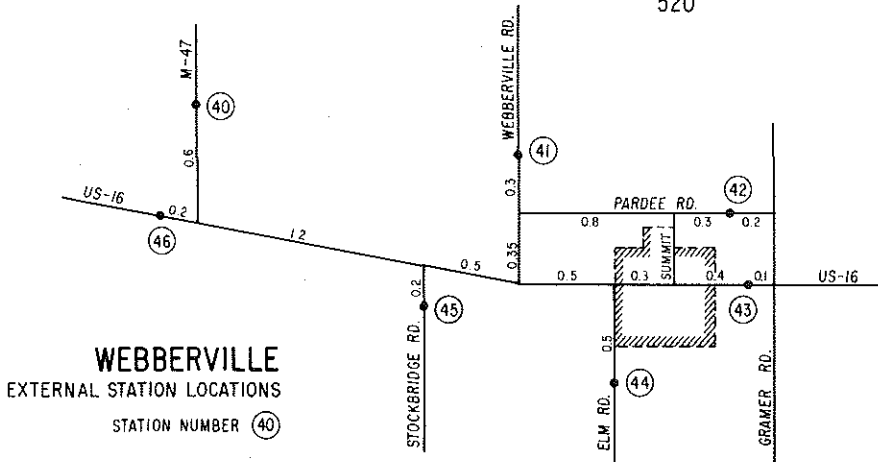 520
M-47
40
0.6
US-16
0.2
46
1.2
0.5
0.2
45
STOCKBRIDGE RD.
WEBBERVILLE RD.
41
0.3
0.35
PARDEE RD.
42
0.8
0.3
0.2
SUMMIT
0.5
0.3
0.4
0.1
US-16
43
0.5
44
ELM RD.
GRAMER RD.
WEBBERVILLE
EXTERNAL STATION LOCATIONS
STATION NUMBER 40